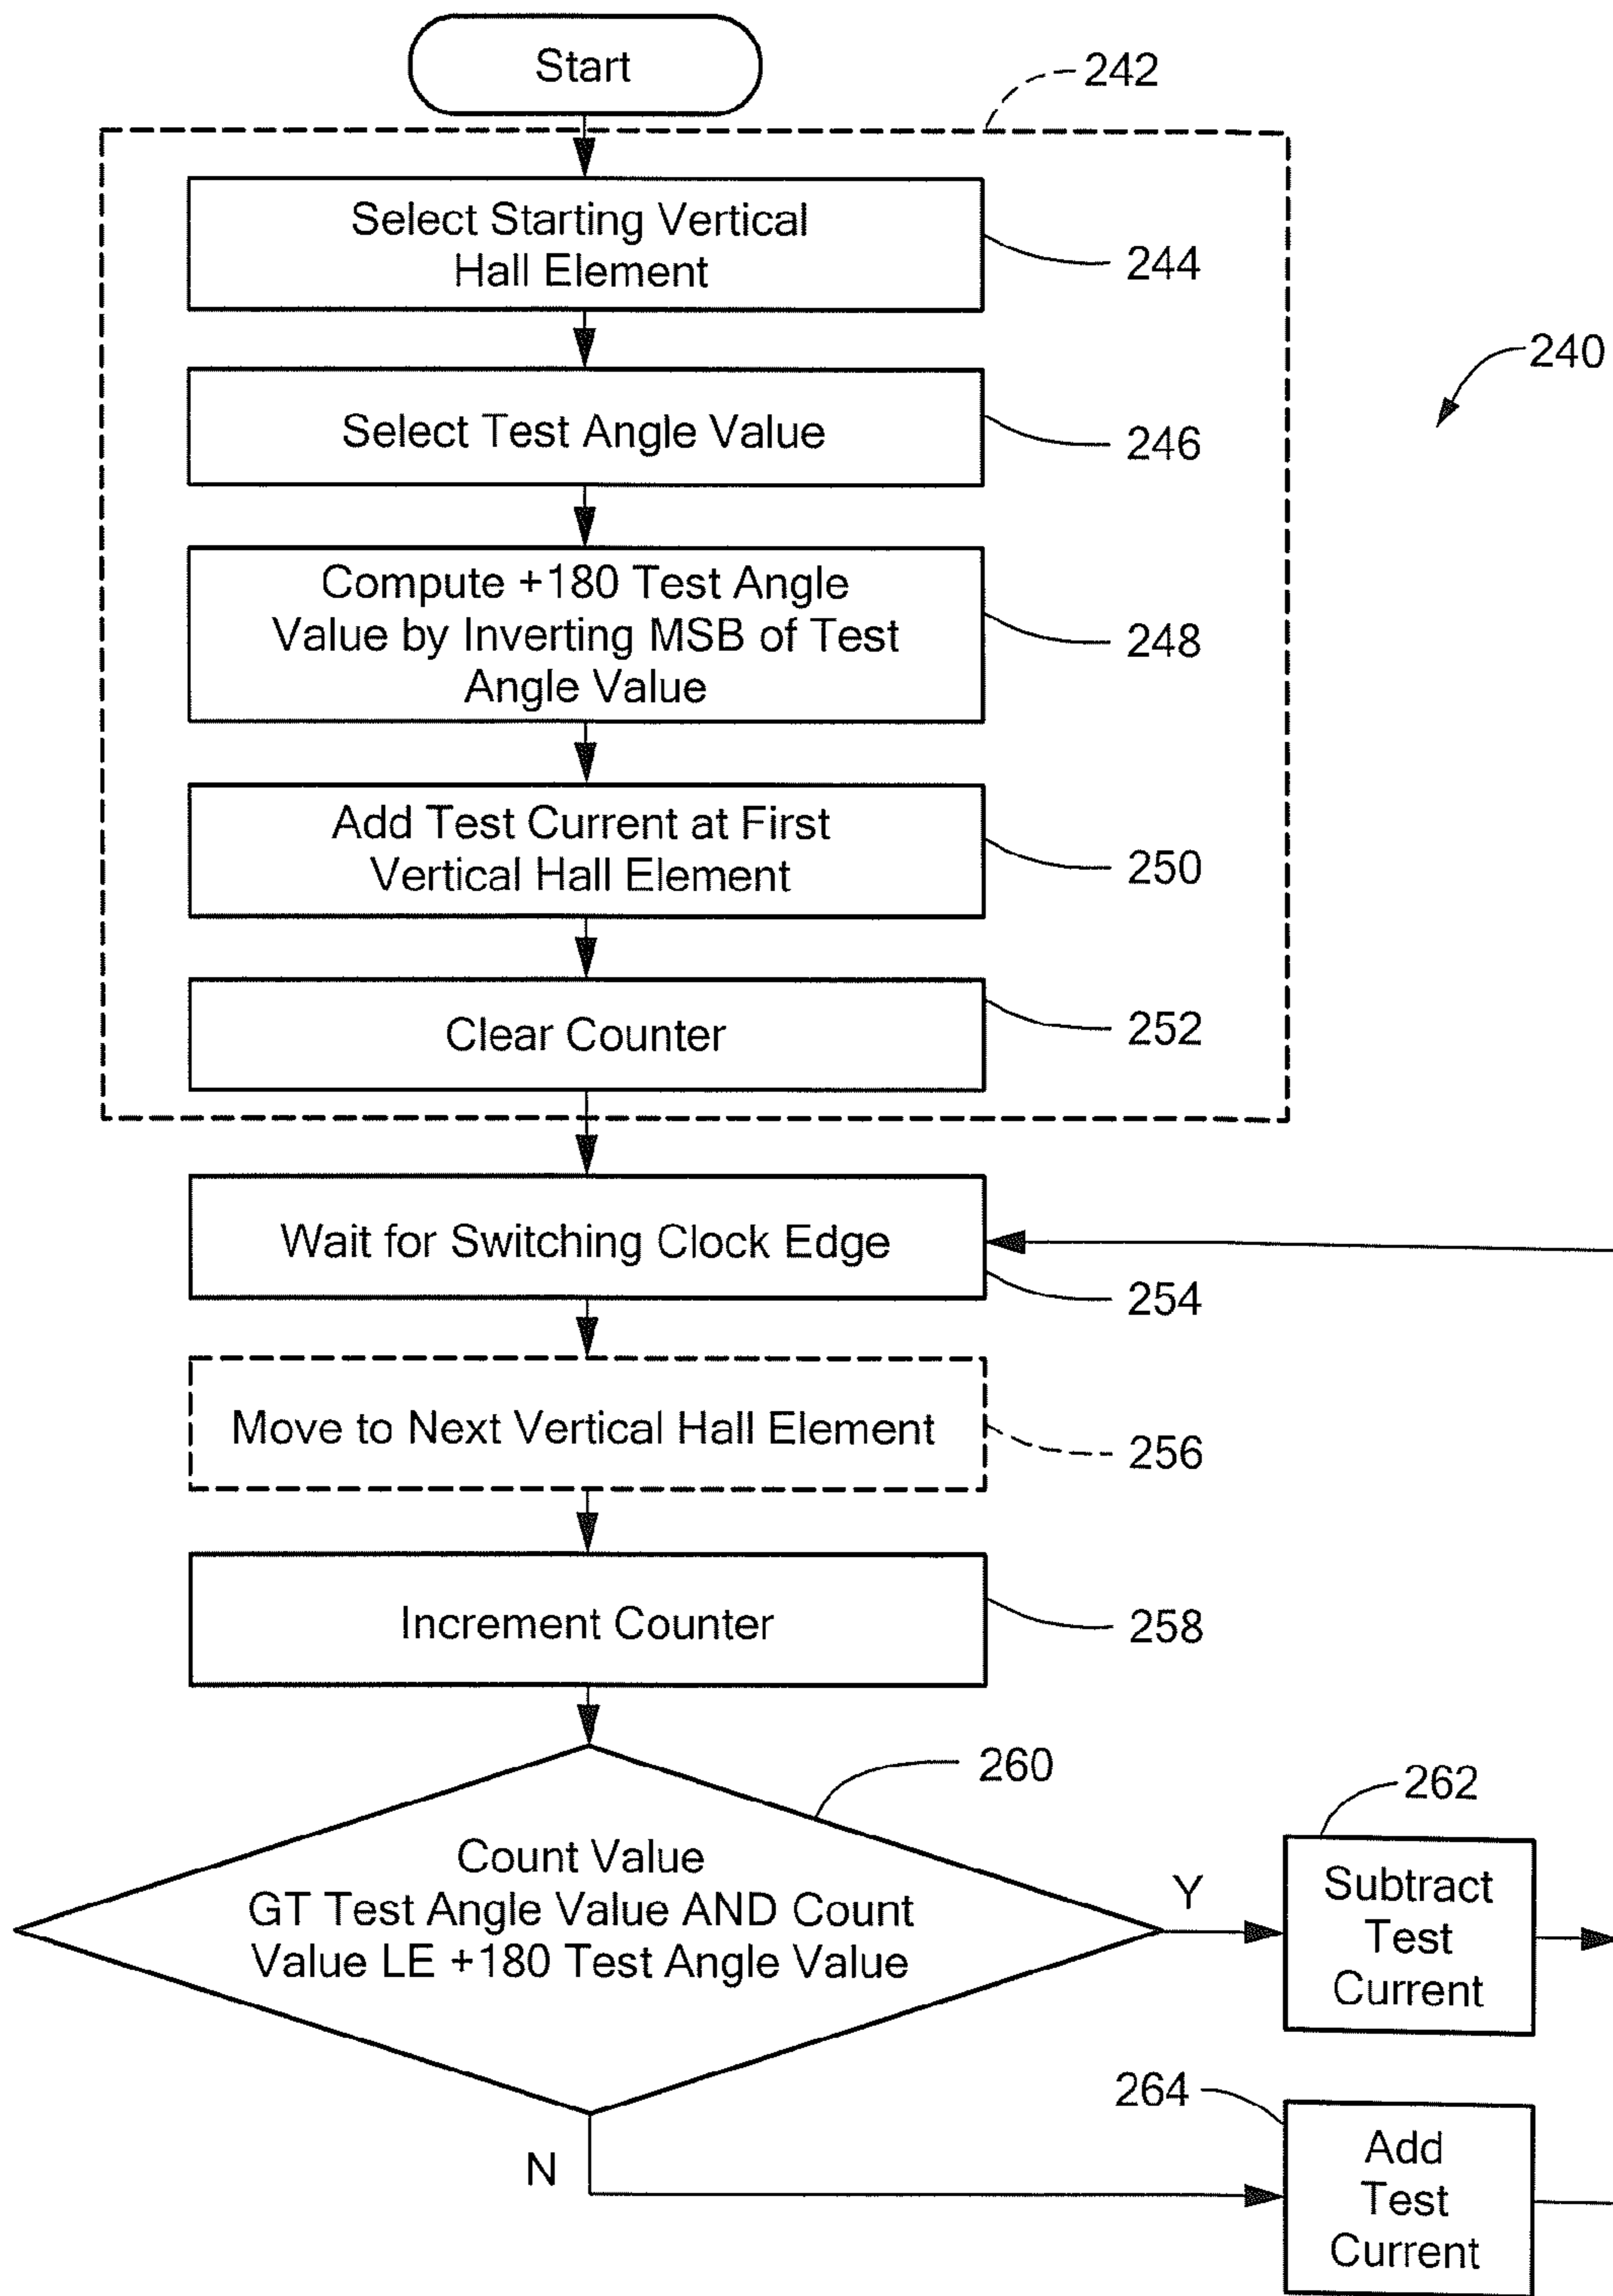 Start
242
Select Starting Vertical
Hall Element
244
240
Select Test Angle Value
246
Compute +180 Test Angle
Value by Inverting MSB of Test
Angle Value
248
Add Test Current at First
Vertical Hall Element
250
Clear Counter
252
Wait for Switching Clock Edge
254
Move to Next Vertical Hall Element
256
Increment Counter
258
260
Count Value
GT Test Angle Value AND Count
Value LE +180 Test Angle Value
Y
262
Subtract
Test
Current
N
264
Add
Test
Current